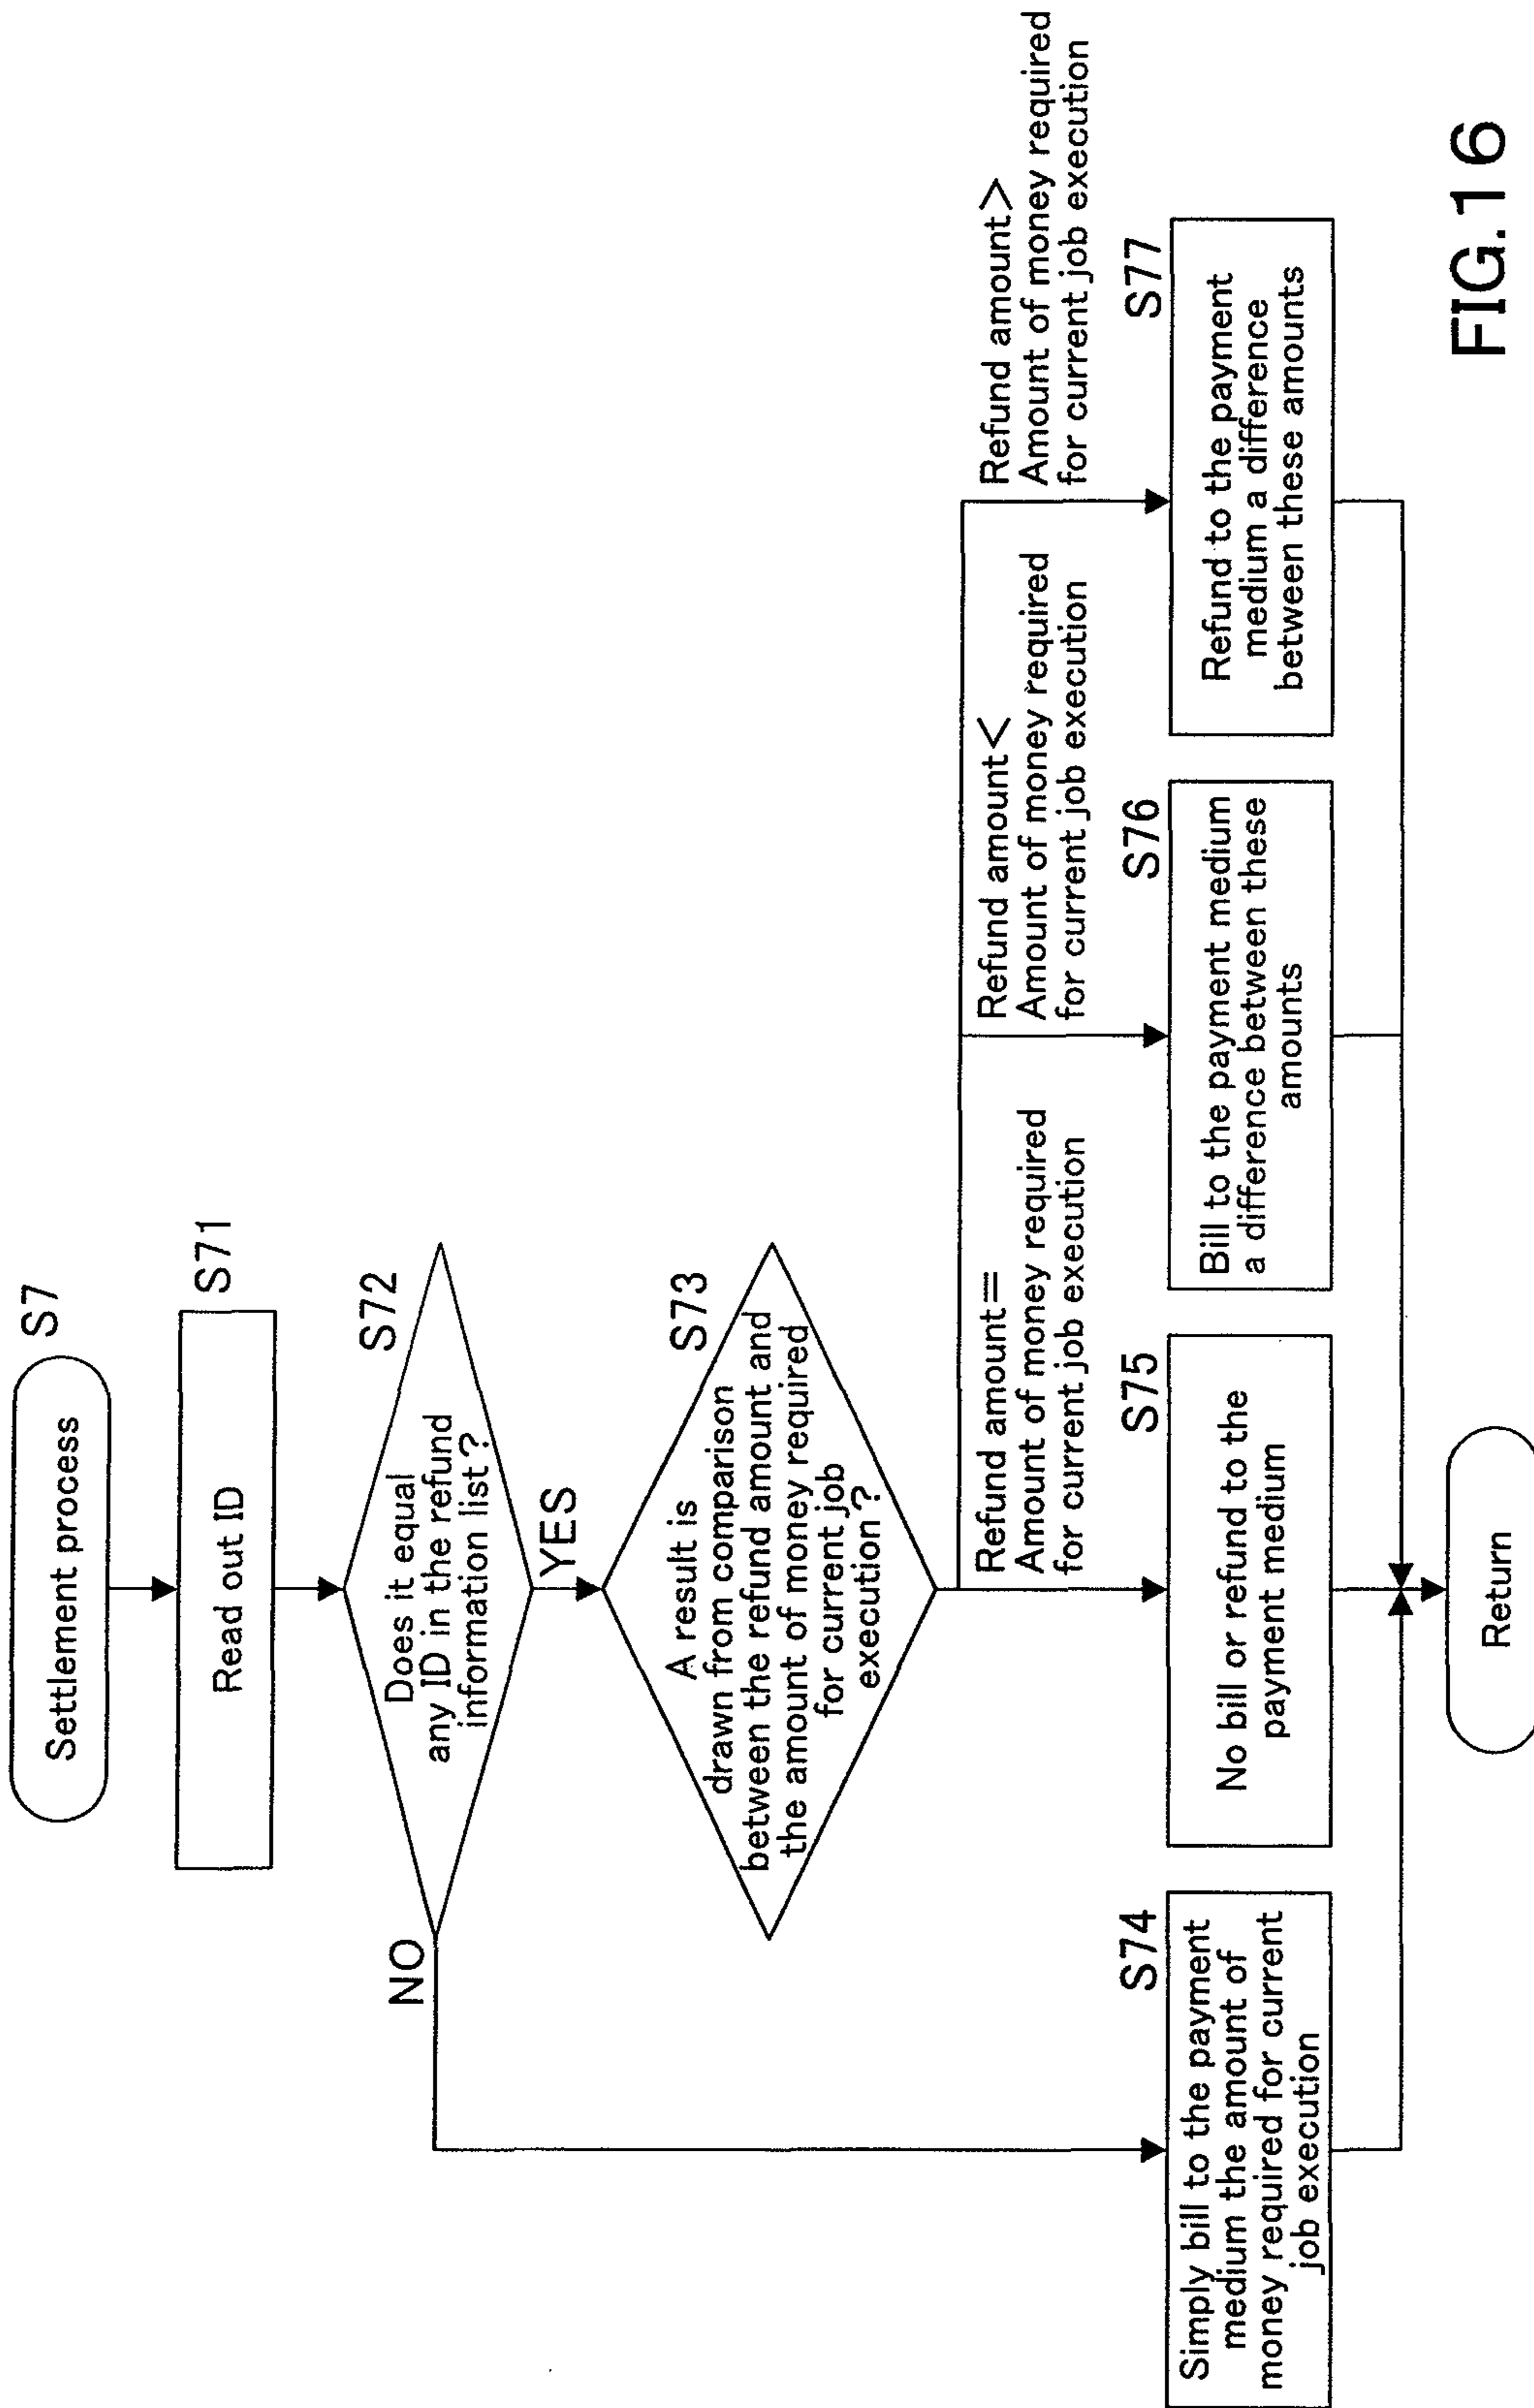 Settlement process
S7
Read out ID
S71
Does it equal
any ID in the refund
information list?
S72
NO
YES
A result is
drawn from comparison
between the refund amount and
the amount of money required
for current job
execution?
S73
Refund amount=
Amount of money required
for current job execution
Refund amount<
Amount of money required
for current job execution
Refund amount>
Amount of money required
for current job execution
S74
Simply bill to the payment
medium the amount of
money required for current
job execution
S75
No bill or refund to the
payment medium
S76
Bill to the payment medium
a difference between these
amounts
S77
Refund to the payment
medium a difference
between these amounts
Return
FIG.16